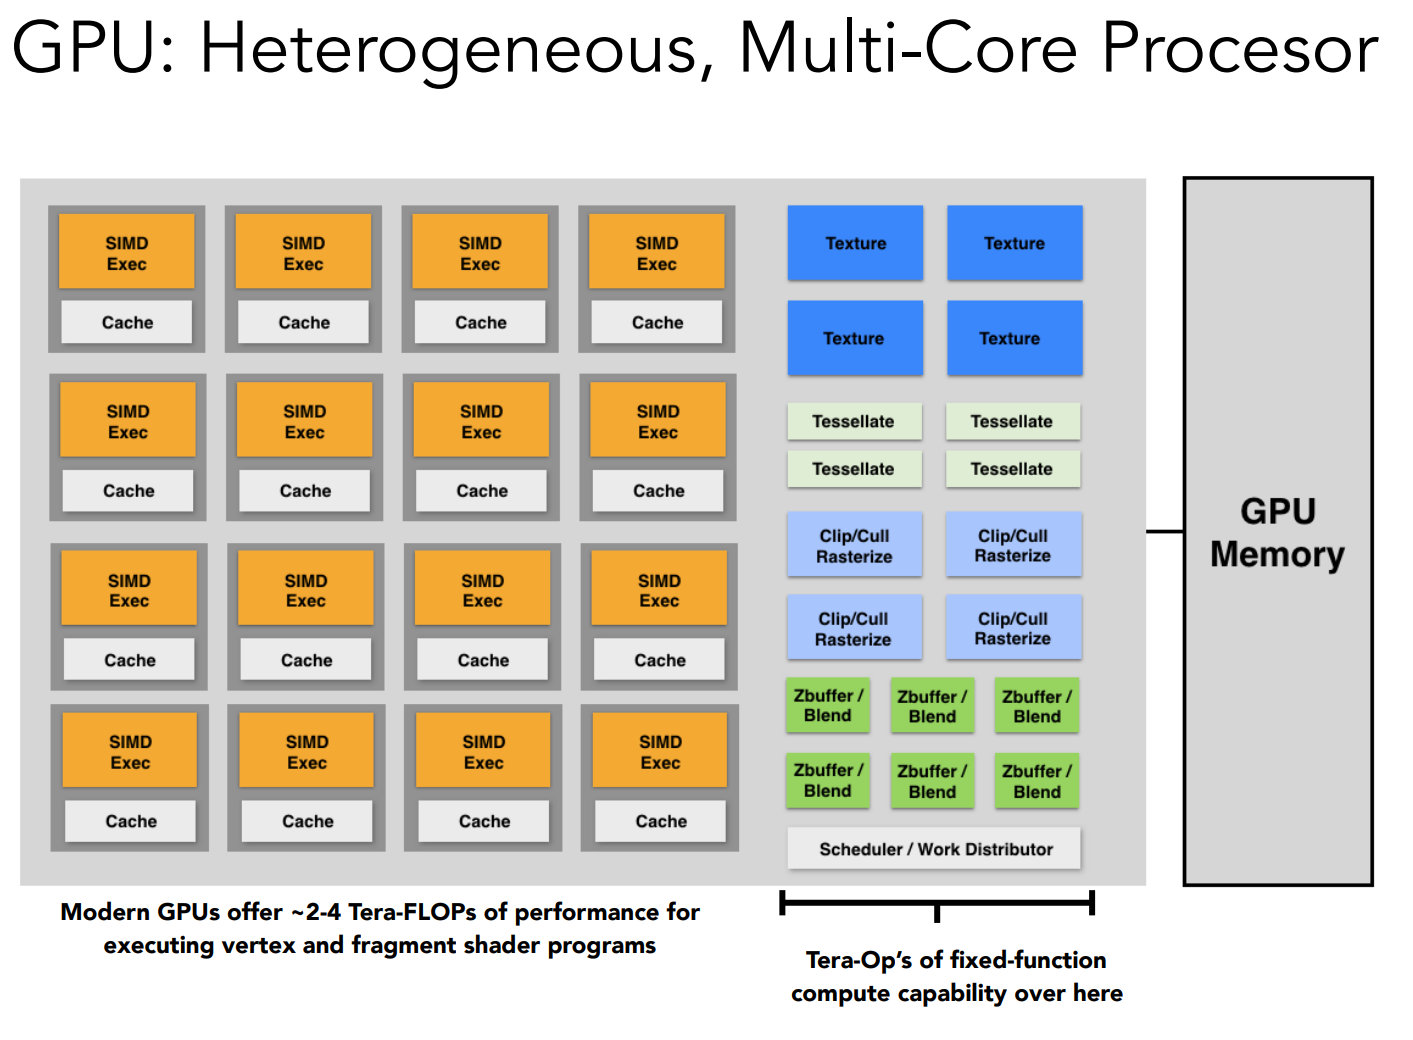 GPU: Heterogeneous, Multi-Core Procesor
SIMD
Exec
Cache
SIMD
Exec
Cache
SIMD
Exec
Cache
SIMD
Exec
Cache
SIMD
Exec
Cache
SIMD
Exec
Cache
SIMD
Exec
Cache
SIMD
Exec
Cache
SIMD
Exec
Cache
SIMD
Exec
Cache
SIMD
Exec
Cache
SIMD
Exec
Cache
SIMD
Exec
Cache
SIMD
Exec
Cache
SIMD
Exec
Cache
SIMD
Exec
Cache
Texture
Texture
Texture
Texture
Tessellate
Tessellate
Tessellate
Tessellate
Clip/Cull
Rasterize
Clip/Cull
Rasterize
Clip/Cull
Rasterize
Clip/Cull
Rasterize
Zbuffer /
Blend
Zbuffer /
Blend
Zbuffer /
Blend
Zbuffer /
Blend
Zbuffer /
Blend
Zbuffer /
Blend
Scheduler / Work Distributor
GPU
Memory
Modern GPUs offer ~2-4 Tera-FLOPs of performance for
executing vertex and fragment shader programs
Tera-Op's of fixed-function
compute capability over here